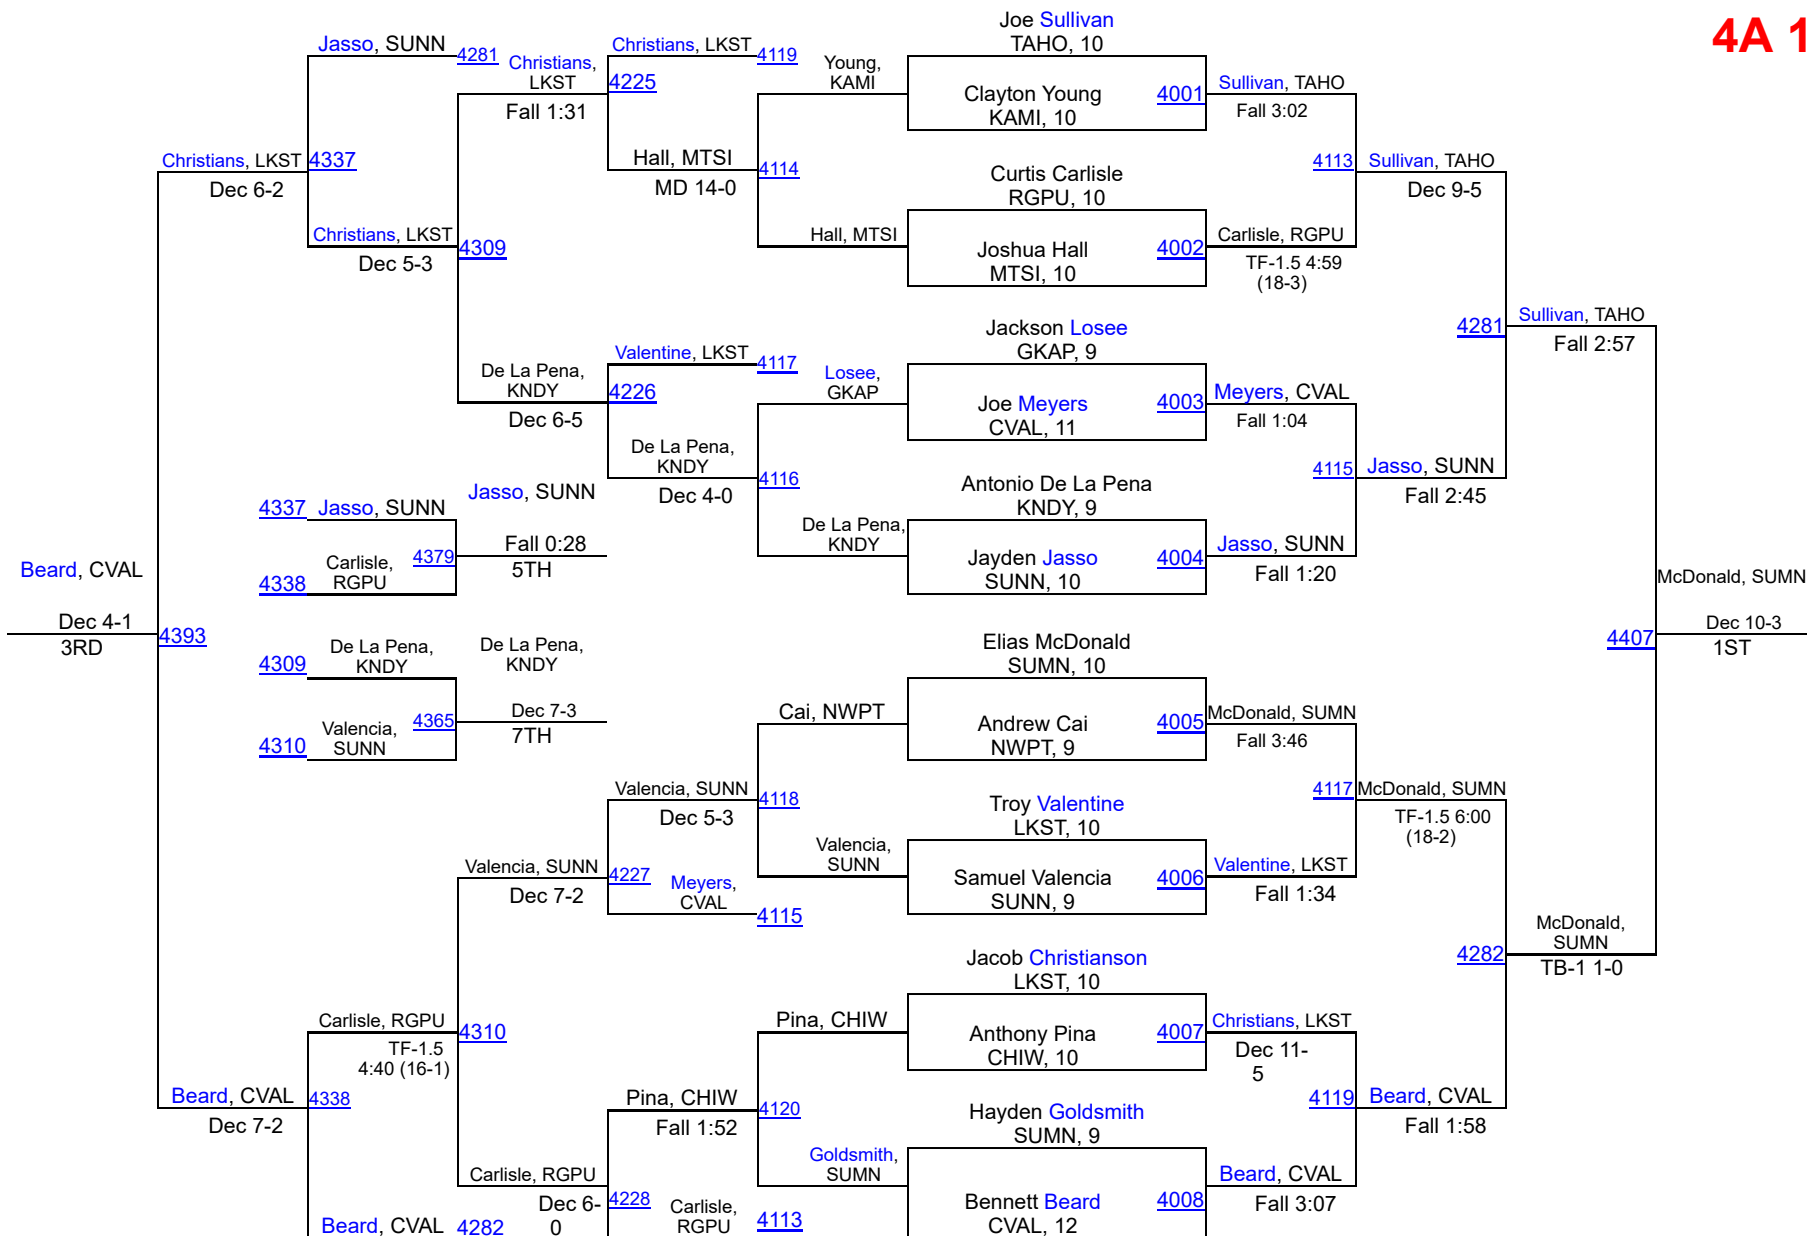 4A 1
Joe Sullivan
TAHO, 10
Jasso, SUNN
4281
Christians,
LKST
Fall 1:31
Christians, LKST
4119
4225
Young,
KAMI
Clayton Young
KAMI, 10
4001
Sullivan, TAHO
Fall 3:02
Christians, LKST
4337
Dec 6-2
Hall, MTSI
MD 14-0
4114
Curtis Carlisle
RGPU, 10
4113
Sullivan, TAHO
Dec 9-5
Christians, LKST
4309
Dec 5-3
Hall, MTSI
Joshua Hall
MTSI, 10
4002
Carlisle, RGPU
TF-1.5 4:59
(18-3)
Jackson Losee
GKAP, 9
4281
Sullivan, TAHO
Fall 2:57
De La Pena,
KNDY
Dec 6-5
Valentine, LKST
4117
4226
Losee,
GKAP
Joe Meyers
CVAL, 11
4003
Meyers, CVAL
Fall 1:04
De La Pena,
KNDY
Dec 4-0
4116
Antonio De La Pena
KNDY, 9
4115
Jasso, SUNN
Fall 2:45
4337
Jasso, SUNN
Jasso, SUNN
De La Pena,
KNDY
Jayden Jasso
SUNN, 10
4004
Jasso, SUNN
Fall 1:20
4338
Carlisle,
RGPU
4379
Fall 0:28
5TH
Beard, CVAL
Dec 4-1
3RD
4393
McDonald, SUMN
4407
Dec 10-3
1ST
4309
De La Pena,
KNDY
De La Pena,
KNDY
Elias McDonald
SUMN, 10
4310
Valencia,
SUNN
4365
Dec 7-3
7TH
Cai, NWPT
Andrew Cai
NWPT, 9
4005
McDonald, SUMN
Fall 3:46
Valencia, SUNN
Dec 5-3
4118
Troy Valentine
LKST, 10
4117
McDonald, SUMN
TF-1.5 6:00
(18-2)
Valencia, SUNN
Dec 7-2
4227
Meyers,
CVAL
4115
Valencia,
SUNN
Samuel Valencia
SUNN, 9
4006
Valentine, LKST
Fall 1:34
Jacob Christianson
LKST, 10
4282
McDonald,
SUMN
TB-1 1-0
Carlisle, RGPU
TF-1.5
4:40 (16-1)
4310
Pina, CHIW
Anthony Pina
CHIW, 10
4007
Christians, LKST
Dec 11-
5
Beard, CVAL
Dec 7-2
4338
Pina, CHIW
Fall 1:52
4120
Hayden Goldsmith
SUMN, 9
4119
Beard, CVAL
Fall 1:58
Carlisle, RGPU
Dec 6-
0
4228
Goldsmith,
SUMN
Bennett Beard
CVAL, 12
4008
Beard, CVAL
Fall 3:07
Beard, CVAL
4282
Carlisle,
RGPU
4113